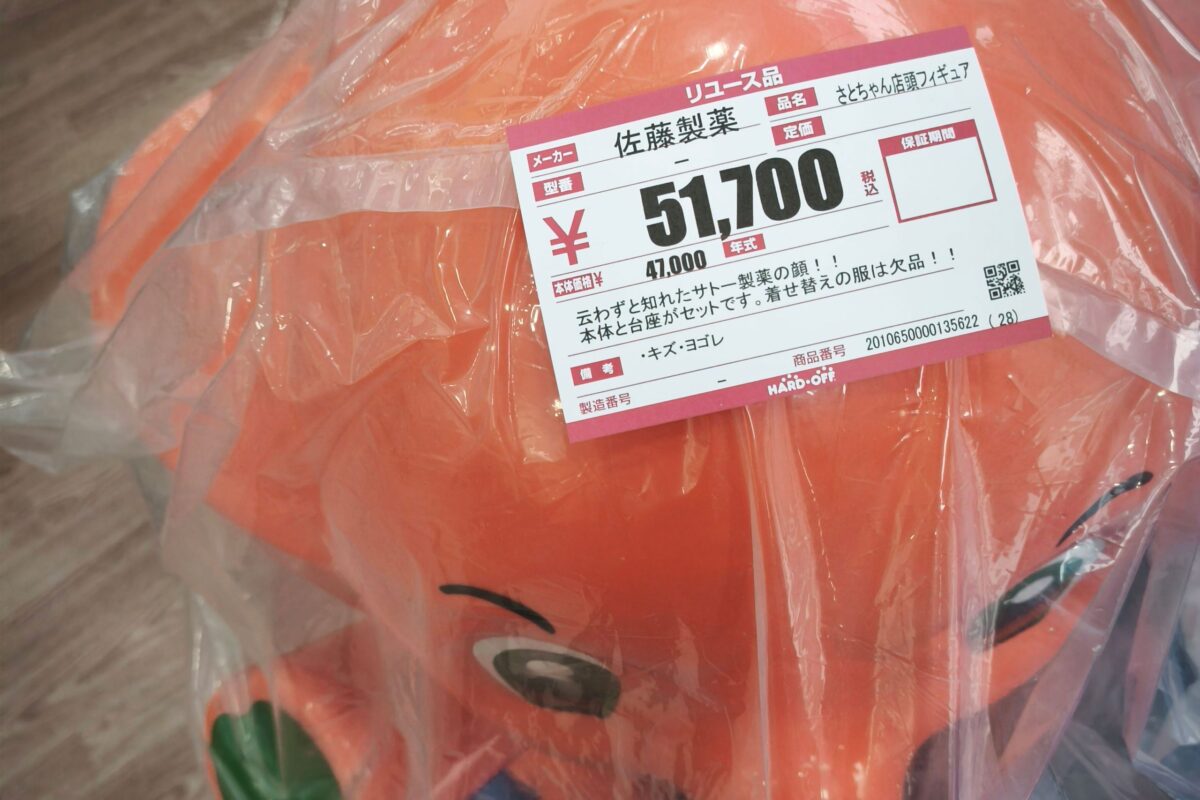 リユース品
メーカー 佐藤製薬 品名 さとちゃん店頭フィギュア
型番 － 定価
¥ 51,700 税込 保証期間
本体価格¥ 47,000 年式
云わずと知れたサトー製薬の顔！！
本体と台座がセットです。着せ替えの服は欠品！！
備考 ・キズ・ヨゴレ
製造番号 － 商品番号 2010650000135622 (28)
HARD・OFF